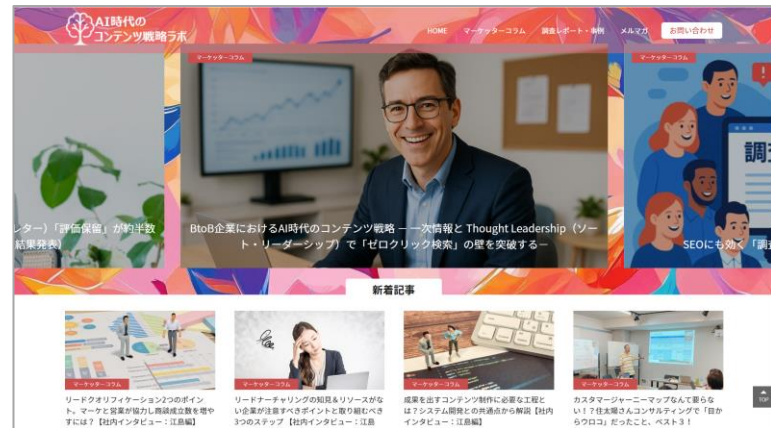 AI時代の
コンテンツ戦略ラボ
HOME マーケッターコラム 調査レポート・事例 メルマガ お問い合わせ
マーケッターコラム
マーケッターコラム
調
レター）「評価保留」が約半数
結果発表）
BtoB企業におけるAI時代のコンテンツ戦略 ― 一次情報と Thought Leadership（ソー
ト・リーダーシップ）で「ゼロクリック検索」の壁を突破する―
SEOにも効く「調
新着記事
マーケッターコラム
リードクオリフィケーション2つのポイン
ト。マーケと営業が協力し商談成立数を増や
すには？【社内インタビュー：江島編】
マーケッターコラム
リードナーチャリングの知見＆リソースがな
い企業が注意すべきポイントと取り組むべき
3つのステップ【社内インタビュー：江島
マーケッターコラム
成果を出すコンテンツ制作に必要な工程と
は？システム開発との共通点から解説【社内
インタビュー：江島編】
マーケッターコラム
カスタマージャーニーマップなんて要らな
い！？住太陽さんコンサルティングで「目か
らウロコ」だったこと、ベスト３！
TOP